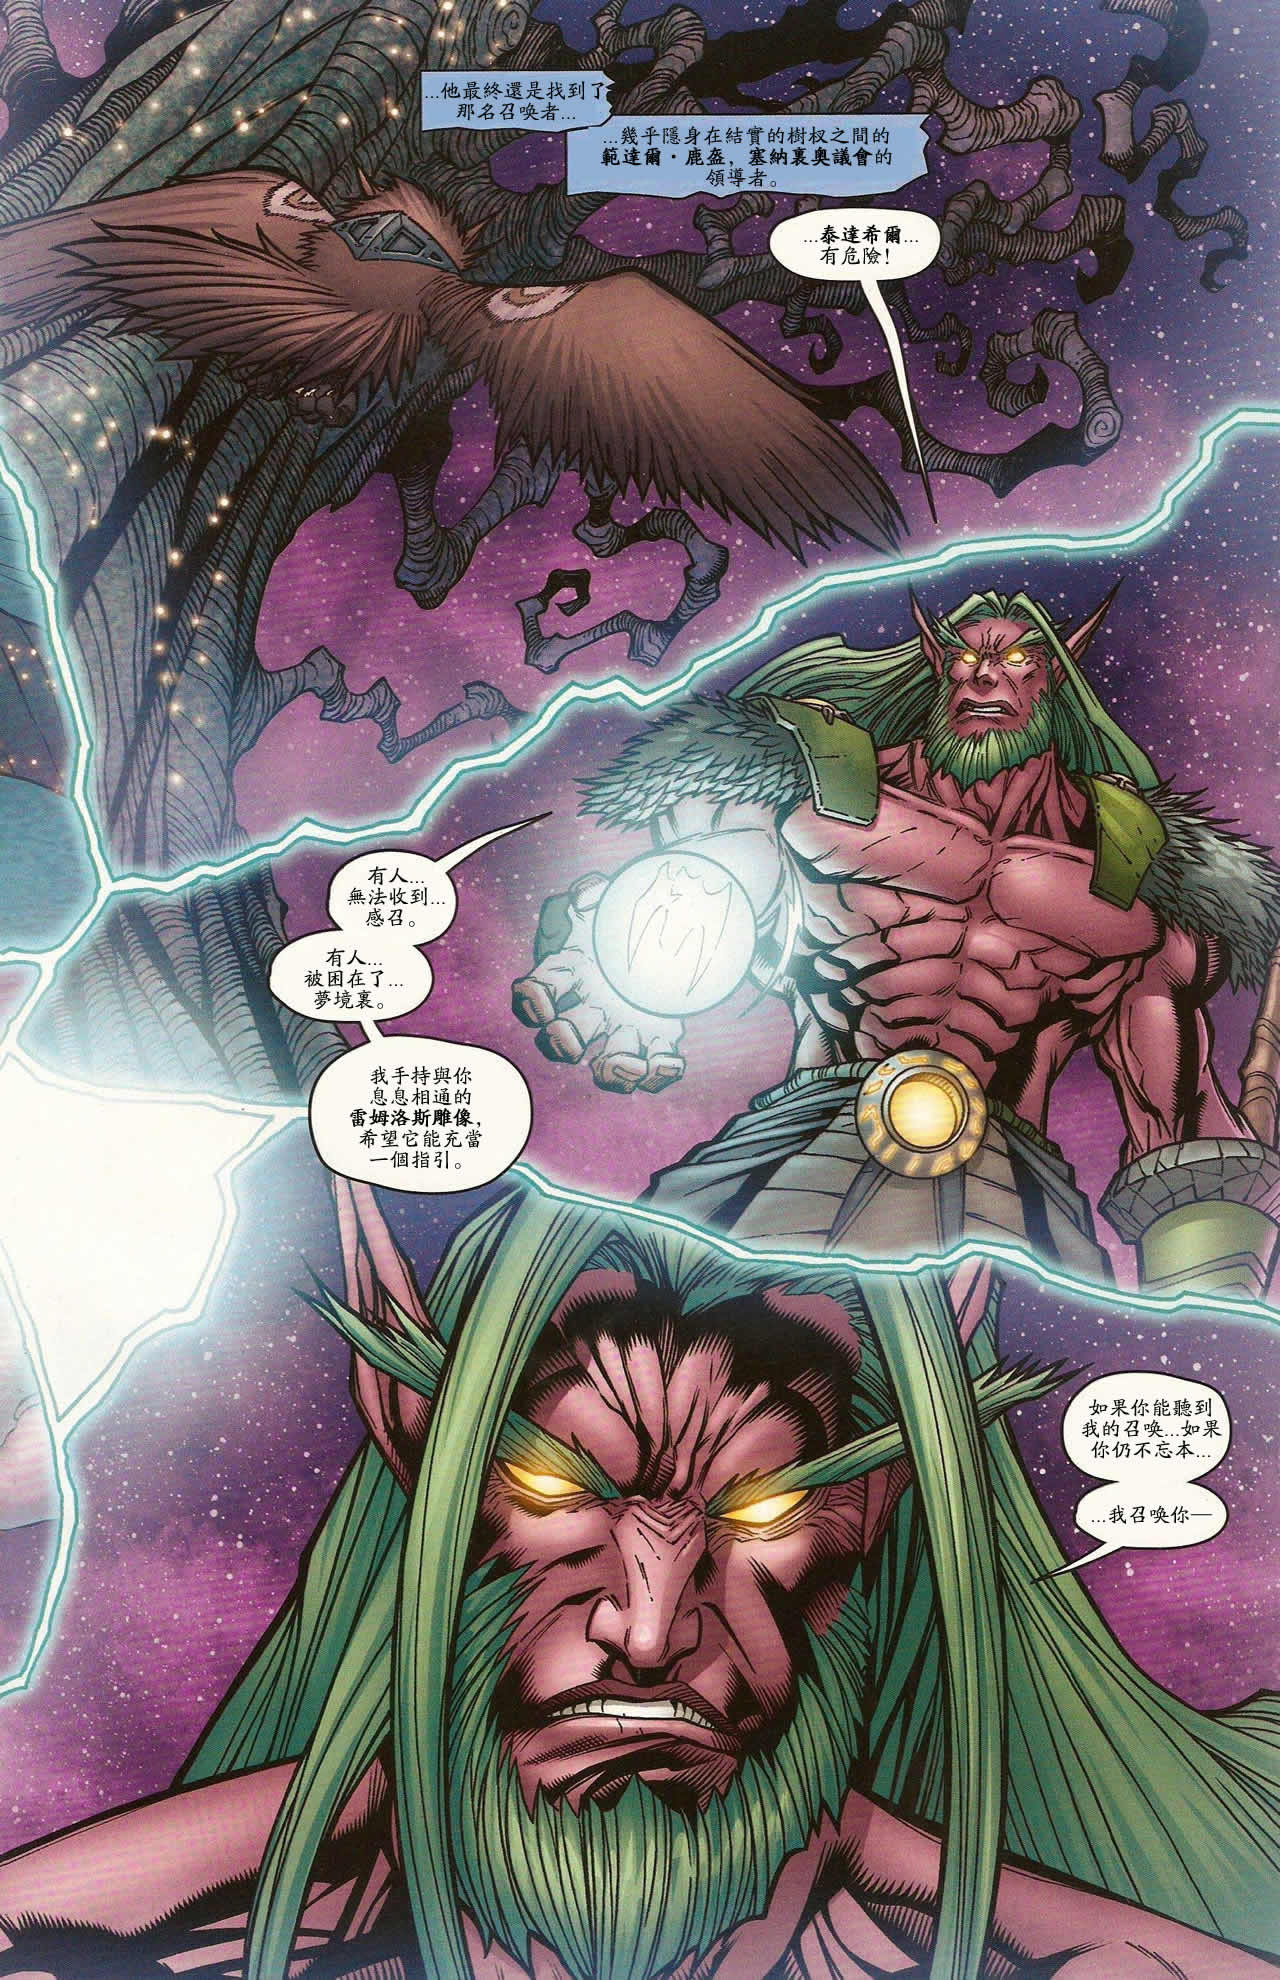 ...他最終還是找到了
那名召喚者...
...幾乎隱身在結實的樹杈之間的
範達爾·鹿盔，塞納裏奧議會的
領導者。
...泰達希爾...
有危險！
有人...
無法收到...
感召。
有人...
被困在了...
夢境裏。
我手持與你
息息相通的
雷姆洛斯雕像，
希望它能充當
一個指引。
如果你能聽到
我的召喚...如果
你仍不忘本...
...我召喚你—